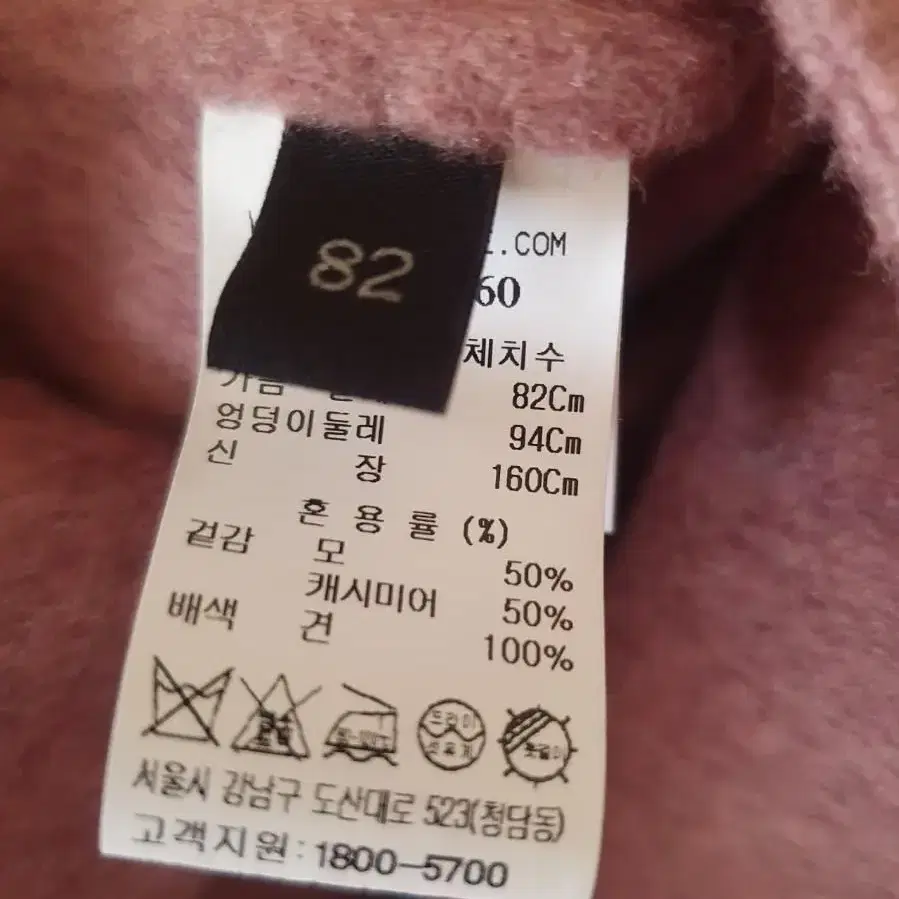 82
.COM
60
체치수
가슴 82Cm
엉덩이둘레 94Cm
신 장 160Cm
혼 용 률 (%)
겉감 모 50%
캐시미어 50%
배색 견 100%
드라이
서울시 강남구 도산대로 523(청담동)
고객지원:1800-5700